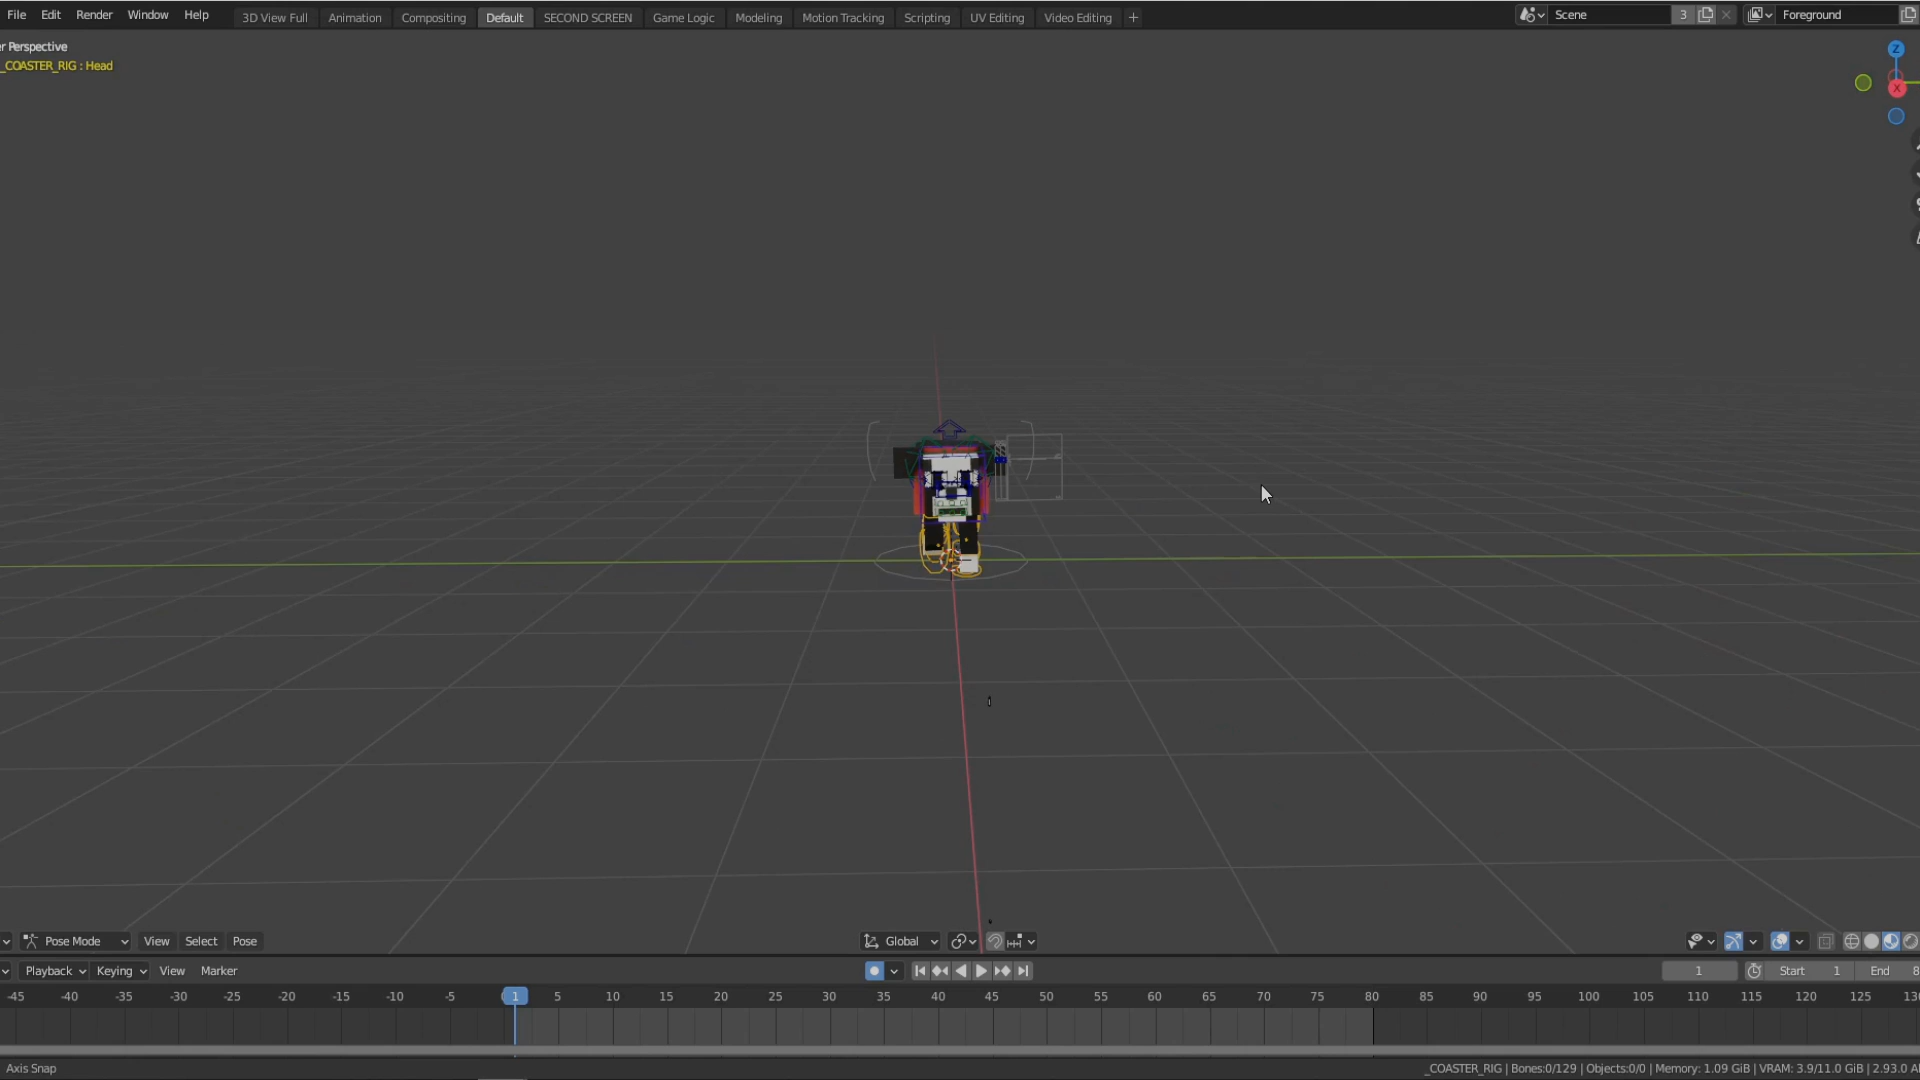 File Edit Render Window Help 3D View Full Animation Compositing Default SECOND SCREEN Game Logic Modeling Motion Tracking Scripting UV Editing Video Editing + Scene 3 Foreground
r Perspective
_COASTER_RIG : Head
Z
X
Pose Mode View Select Pose Global
Playback Keying View Marker 1 Start 1 End 8
-45 -40 -35 -30 -25 -20 -15 -10 -5 1 5 10 15 20 25 30 35 40 45 50 55 60 65 70 75 80 85 90 95 100 105 110 115 120 125 130
Axis Snap _COASTER_RIG | Bones:0/129 | Objects:0/0 | Memory: 1.09 GiB | VRAM: 3.9/11.0 GiB | 2.93.0 Al